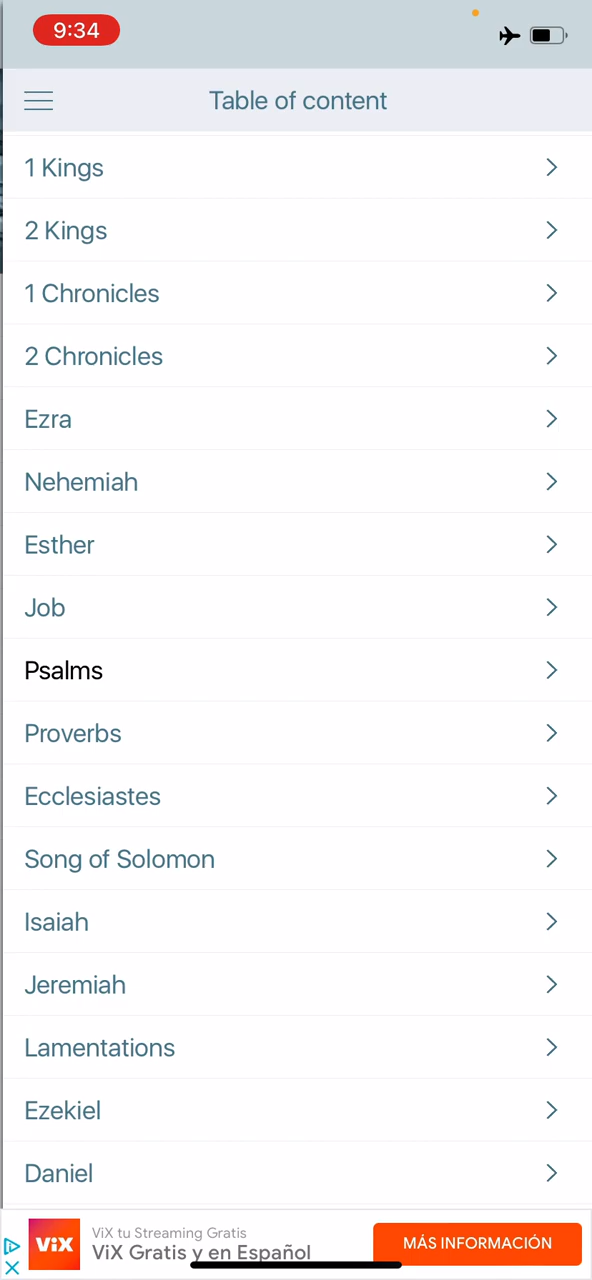 9:34
Table of content
1 Kings
2 Kings
1 Chronicles
2 Chronicles
Ezra
Nehemiah
Esther
Job
Psalms
Proverbs
Ecclesiastes
Song of Solomon
Isaiah
Jeremiah
Lamentations
Ezekiel
Daniel
ViX
ViX tu Streaming Gratis
ViX Gratis y en Español
MÁS INFORMACIÓN